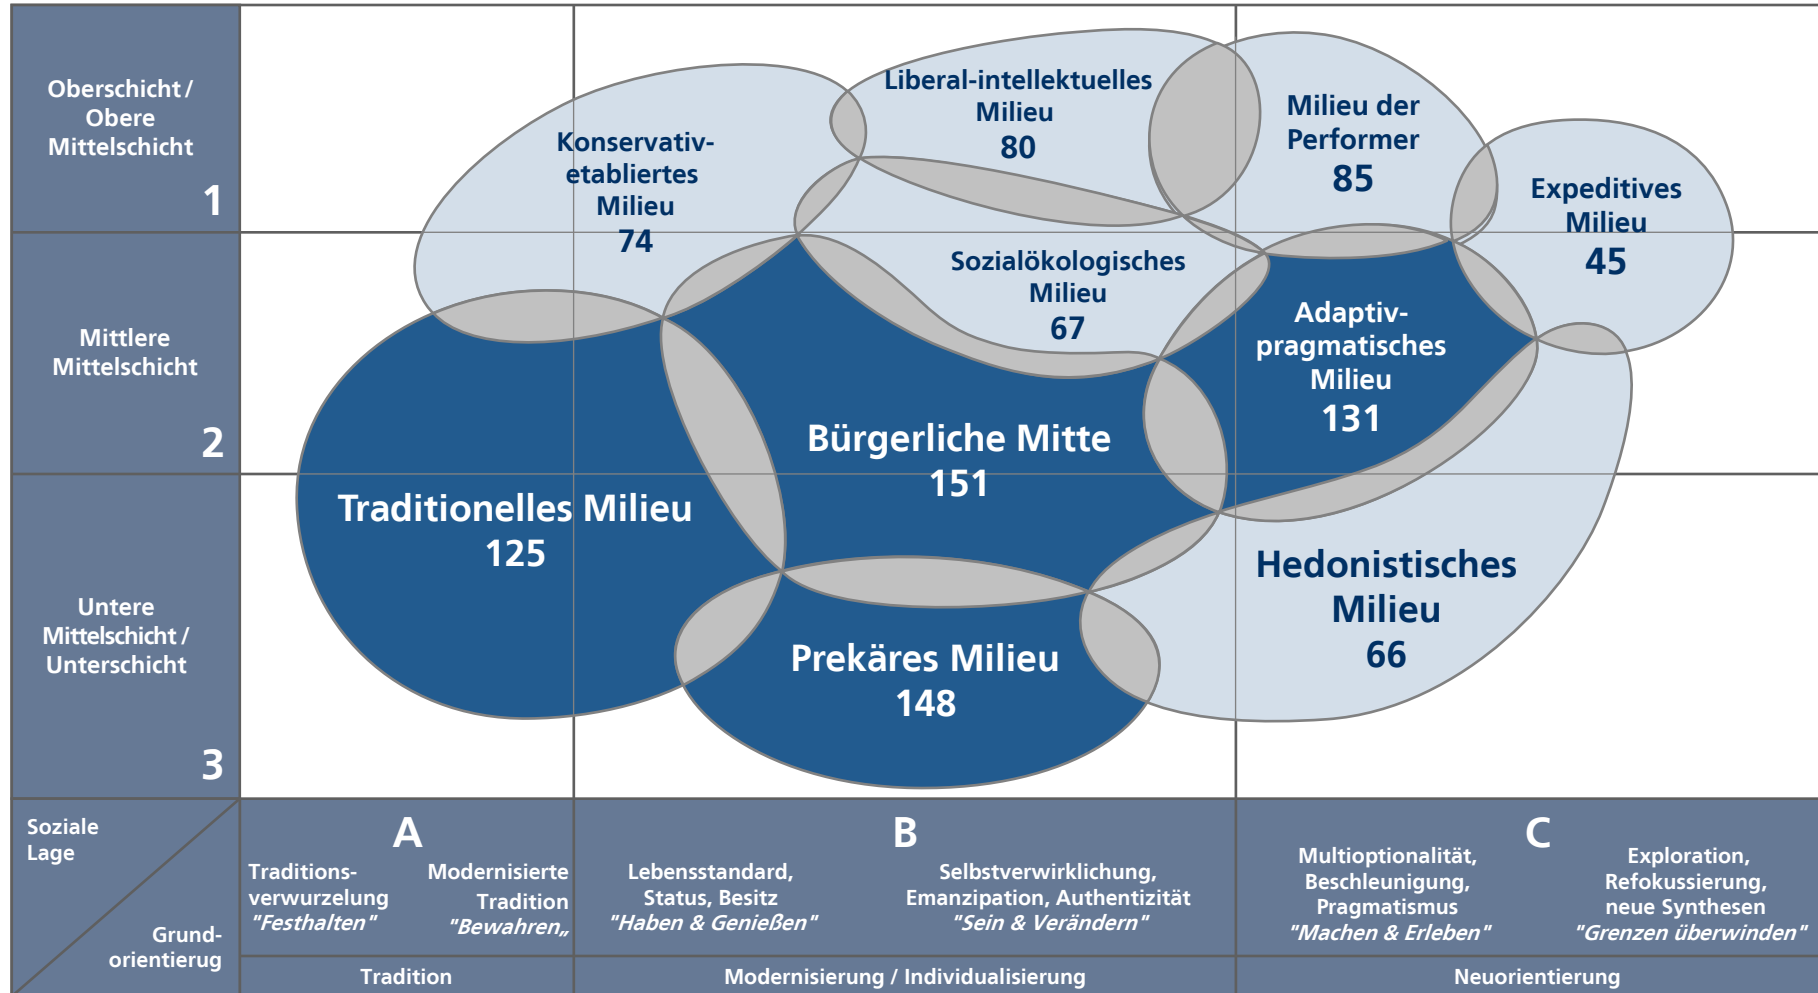 Oberschicht /
Obere
Mittelschicht
1
Mittlere
Mittelschicht
2
Untere
Mittelschicht /
Unterschicht
3
Konservativ-
etabliertes
Milieu
74
Liberal-intellektuelles
Milieu
80
Milieu der
Performer
85
Expeditives
Milieu
45
Sozialökologisches
Milieu
67
Adaptiv-
pragmatisches
Milieu
131
Bürgerliche Mitte
151
Traditionelles Milieu
125
Hedonistisches
Milieu
66
Prekäres Milieu
148
Soziale
Lage
Grund-
orientierug
A
Traditions-
verwurzelung
"Festhalten"
Modernisierte
Tradition
"Bewahren„
B
Lebensstandard,
Status, Besitz
"Haben & Genießen"
Selbstverwirklichung,
Emanzipation, Authentizität
"Sein & Verändern"
C
Multioptionalität,
Beschleunigung,
Pragmatismus
"Machen & Erleben"
Exploration,
Refokussierung,
neue Synthesen
"Grenzen überwinden"
Tradition
Modernisierung / Individualisierung
Neuorientierung